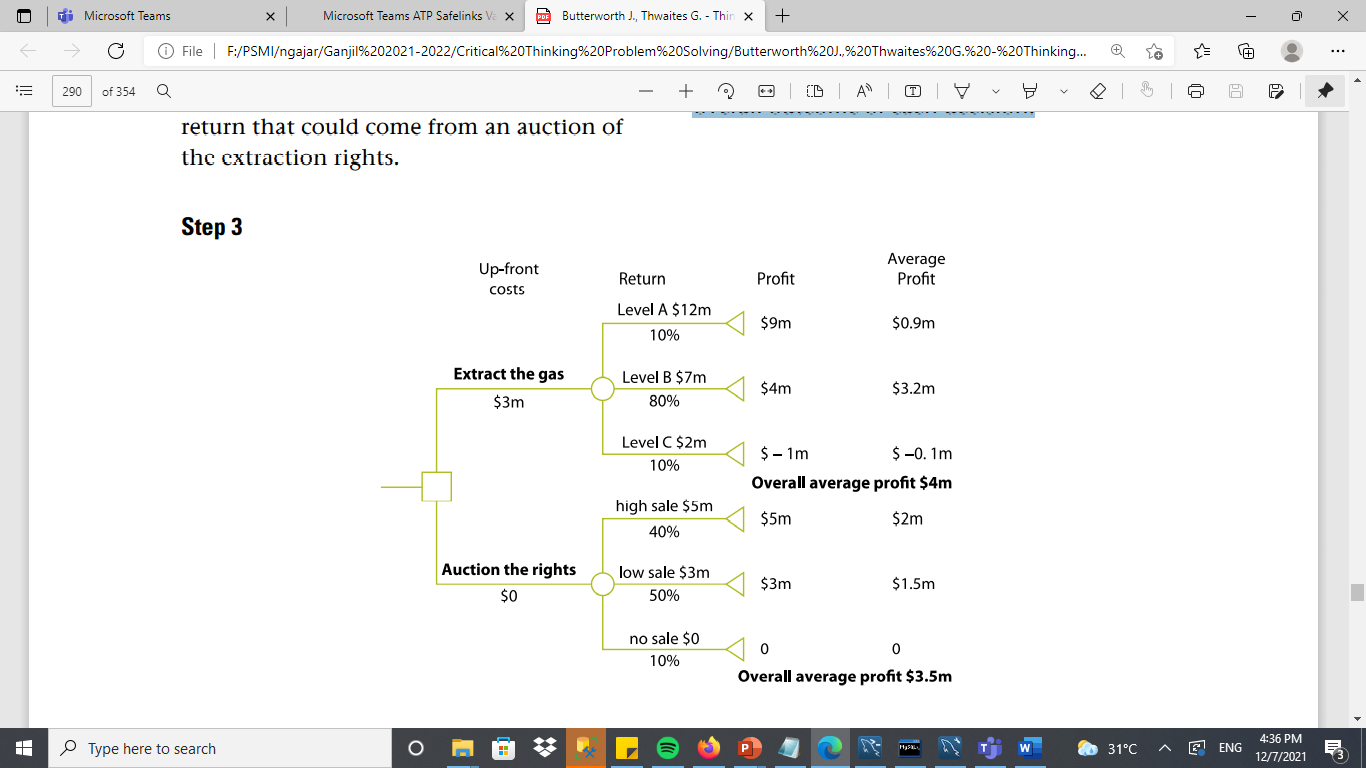 Microsoft Teams
Microsoft Teams ATP Safelinks Va
Butterworth J., Thwaites G. - Thin
File
F:/PSMI/ngajar/Ganjil%202021-2022/Critical%20Thinking%20Problem%20Solving/Butterworth%20J.,%20Thwaites%20G.%20-%20Thinking...
290 of 354
return that could come from an auction of
the extraction rights.
Step 3
Up-front
costs
Return
Profit
Average
Profit
Level A $12m
10%
$9m
$0.9m
Extract the gas
$3m
Level B $7m
80%
$4m
$3.2m
Level C $2m
10%
$ – 1m
$ –0. 1m
Overall average profit $4m
high sale $5m
40%
$5m
$2m
Auction the rights
$0
low sale $3m
50%
$3m
$1.5m
no sale $0
10%
0
0
Overall average profit $3.5m
Type here to search
31°C
ENG
4:36 PM
12/7/2021
3